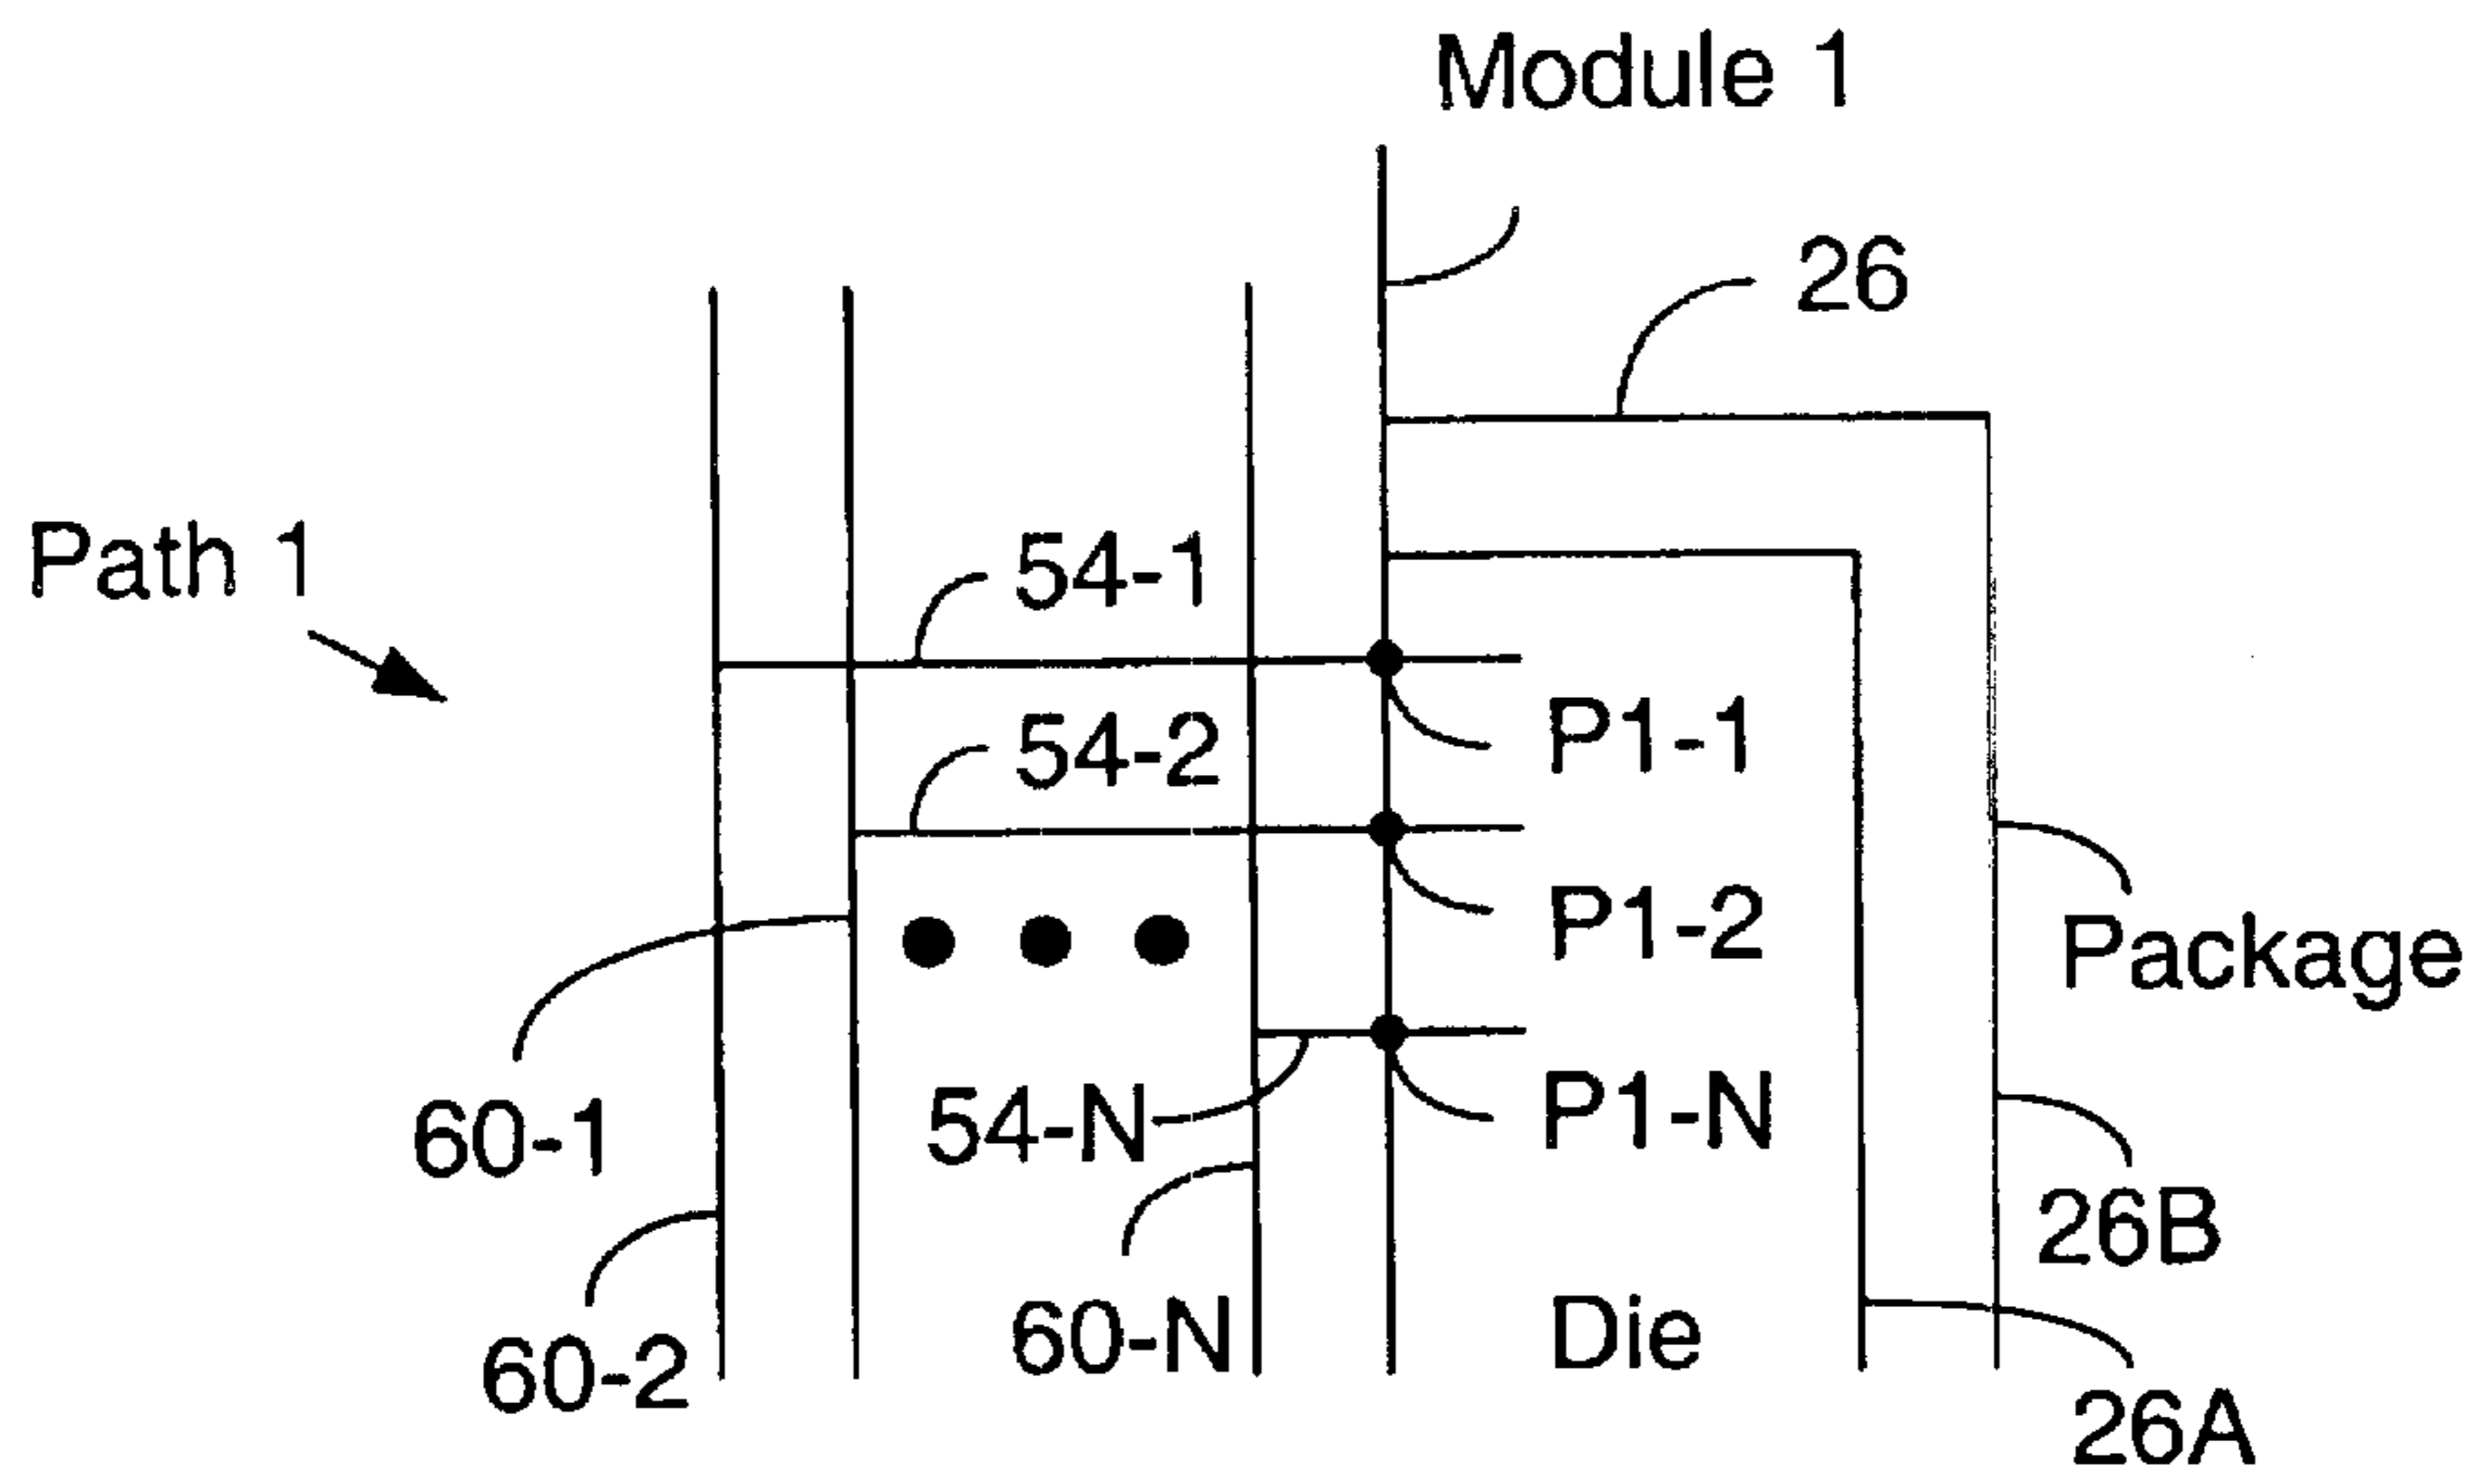 Module 1
26
Path 1
54-1
P1-1
54-2
P1-2
Package
60-1
54-N
P1-N
26B
60-2
60-N
Die
26A